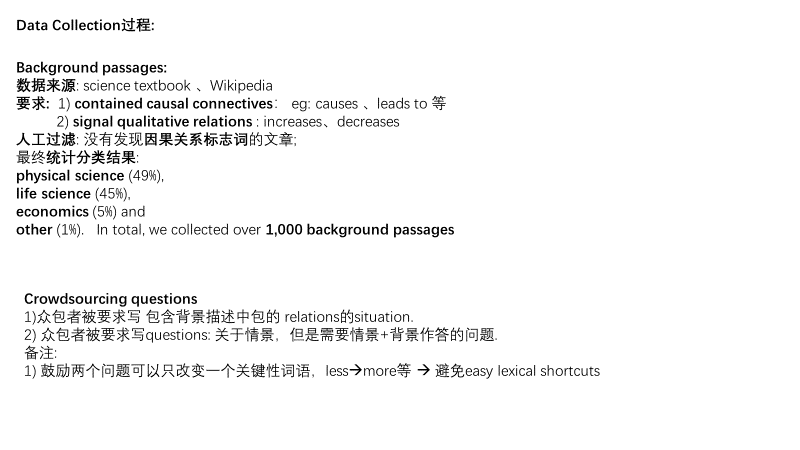 Data Collection过程:
Background passages:
数据来源: science textbook 、Wikipedia
要求: 1) contained causal connectives： eg: causes 、leads to 等
2) signal qualitative relations : increases、decreases
人工过滤: 没有发现因果关系标志词的文章;
最终统计分类结果:
physical science (49%),
life science (45%),
economics (5%) and
other (1%). In total, we collected over 1,000 background passages
Crowdsourcing questions
1)众包者被要求写 包含背景描述中包的 relations的situation.
2) 众包者被要求写questions: 关于情景，但是需要情景+背景作答的问题.
备注:
1) 鼓励两个问题可以只改变一个关键性词语，less→more等 → 避免easy lexical shortcuts